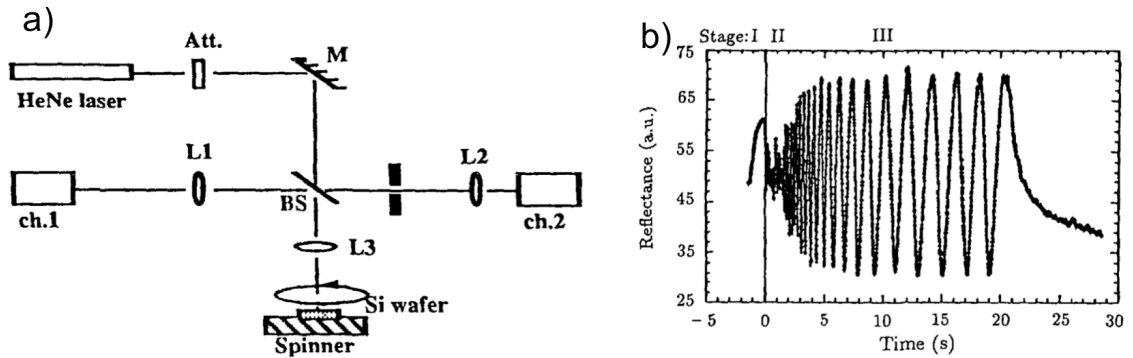 a)
Att.
M
HeNe laser
L1
L2
BS
ch.1
ch.2
L3
Si wafer
Spinner
b)
Stage: I II III
75
65
55
45
35
25
Reflectance (a.u.)
-5 0 5 10 15 20 25 30
Time (s)